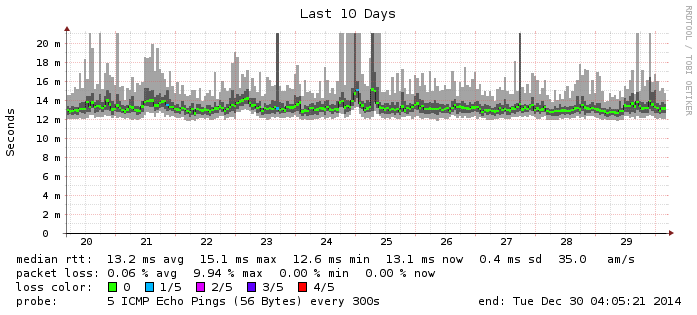 Last 10 Days
RRDTOOL / TOBI OETIKER
Seconds
20 m
18 m
16 m
14 m
12 m
10 m
8 m
6 m
4 m
2 m
0
20 21 22 23 24 25 26 27 28 29
median rtt: 13.2 ms avg 15.1 ms max 12.6 ms min 13.1 ms now 0.4 ms sd 35.0 am/s
packet loss: 0.06 % avg 9.94 % max 0.00 % min 0.00 % now
loss color: 0 1/5 2/5 3/5 4/5
probe: 5 ICMP Echo Pings (56 Bytes) every 300s end: Tue Dec 30 04:05:21 2014